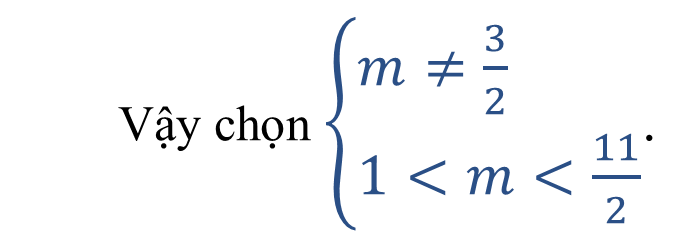 Vậy chọn { m ≠ 3/2
1 < m < 11/2 .